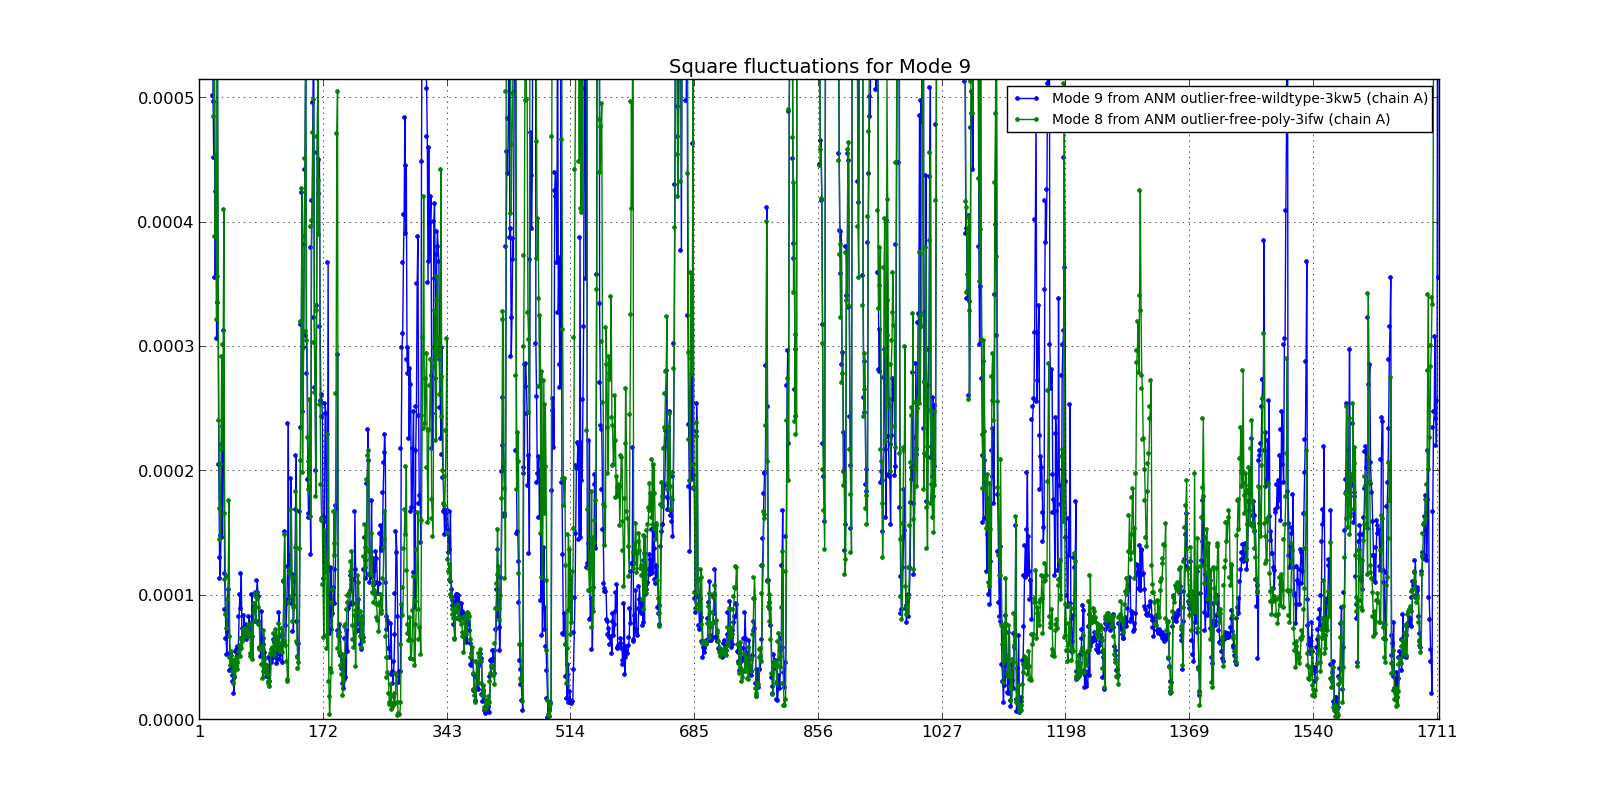 Square fluctuations for Mode 9
0.0005
0.0004
0.0003
0.0002
0.0001
0.0000
Mode 9 from ANM outlier-free-wildtype-3kw5 (chain A)
Mode 8 from ANM outlier-free-poly-3ifw (chain A)
1 172 343 514 685 856 1027 1198 1369 1540 1711